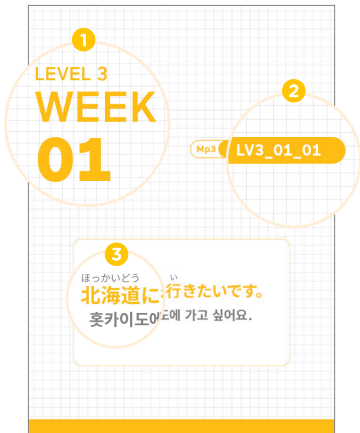 1
LEVEL 3
WEEK
01
2
Mp3 LV3_01_01
3
ほっかいどう い
北海道に行きたいです。
홋카이도에 가고 싶어요.